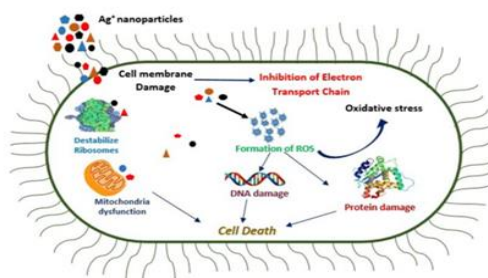 Ag⁺ nanoparticles
Cell membrane
Damage
Inhibition of Electron
Transport Chain
Oxidative stress
Destabilize
Ribosomes
Formation of ROS
Mitochondria
dysfunction
DNA damage
Protein damage
Cell Death